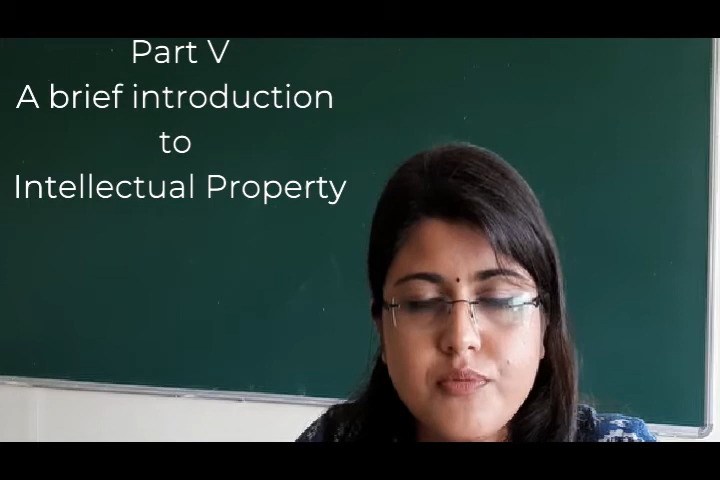 Part V
A brief introduction
to
Intellectual Property